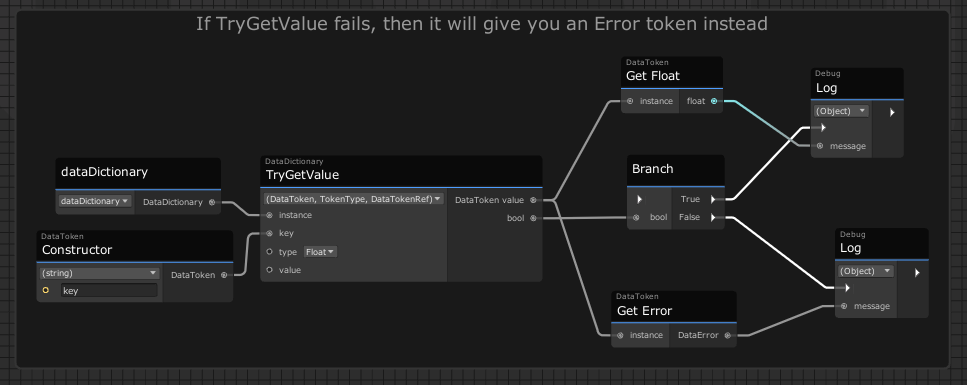 If TryGetValue fails, then it will give you an Error token instead
dataDictionary
dataDictionary
DataDictionary
DataToken
Constructor
(string)
DataToken
key
DataDictionary
TryGetValue
(DataToken, TokenType, DataTokenRef)
DataToken value
instance
bool
key
type
Float
value
DataToken
Get Float
instance
float
Branch
True
bool
False
DataToken
Get Error
instance
DataError
Debug
Log
(Object)
message
Debug
Log
(Object)
message